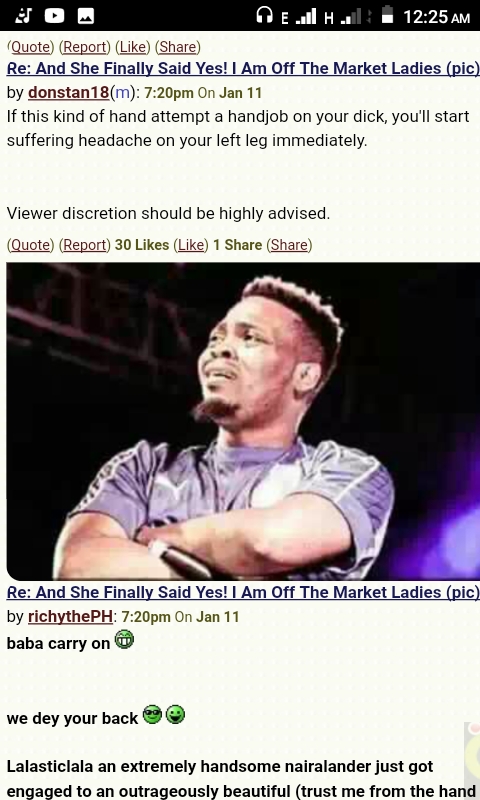 E H 12:25 AM
(Quote) (Report) (Like) (Share)
Re: And She Finally Said Yes! I Am Off The Market Ladies (pic)
by donstan18(m): 7:20pm On Jan 11
If this kind of hand attempt a handjob on your dick, you'll start
suffering headache on your left leg immediately.
Viewer discretion should be highly advised.
(Quote) (Report) 30 Likes (Like) 1 Share (Share)
Re: And She Finally Said Yes! I Am Off The Market Ladies (pic)
by richythePH: 7:20pm On Jan 11
baba carry on
we dey your back
Lalasticlala an extremely handsome nairalander just got
engaged to an outrageously beautiful (trust me from the hand